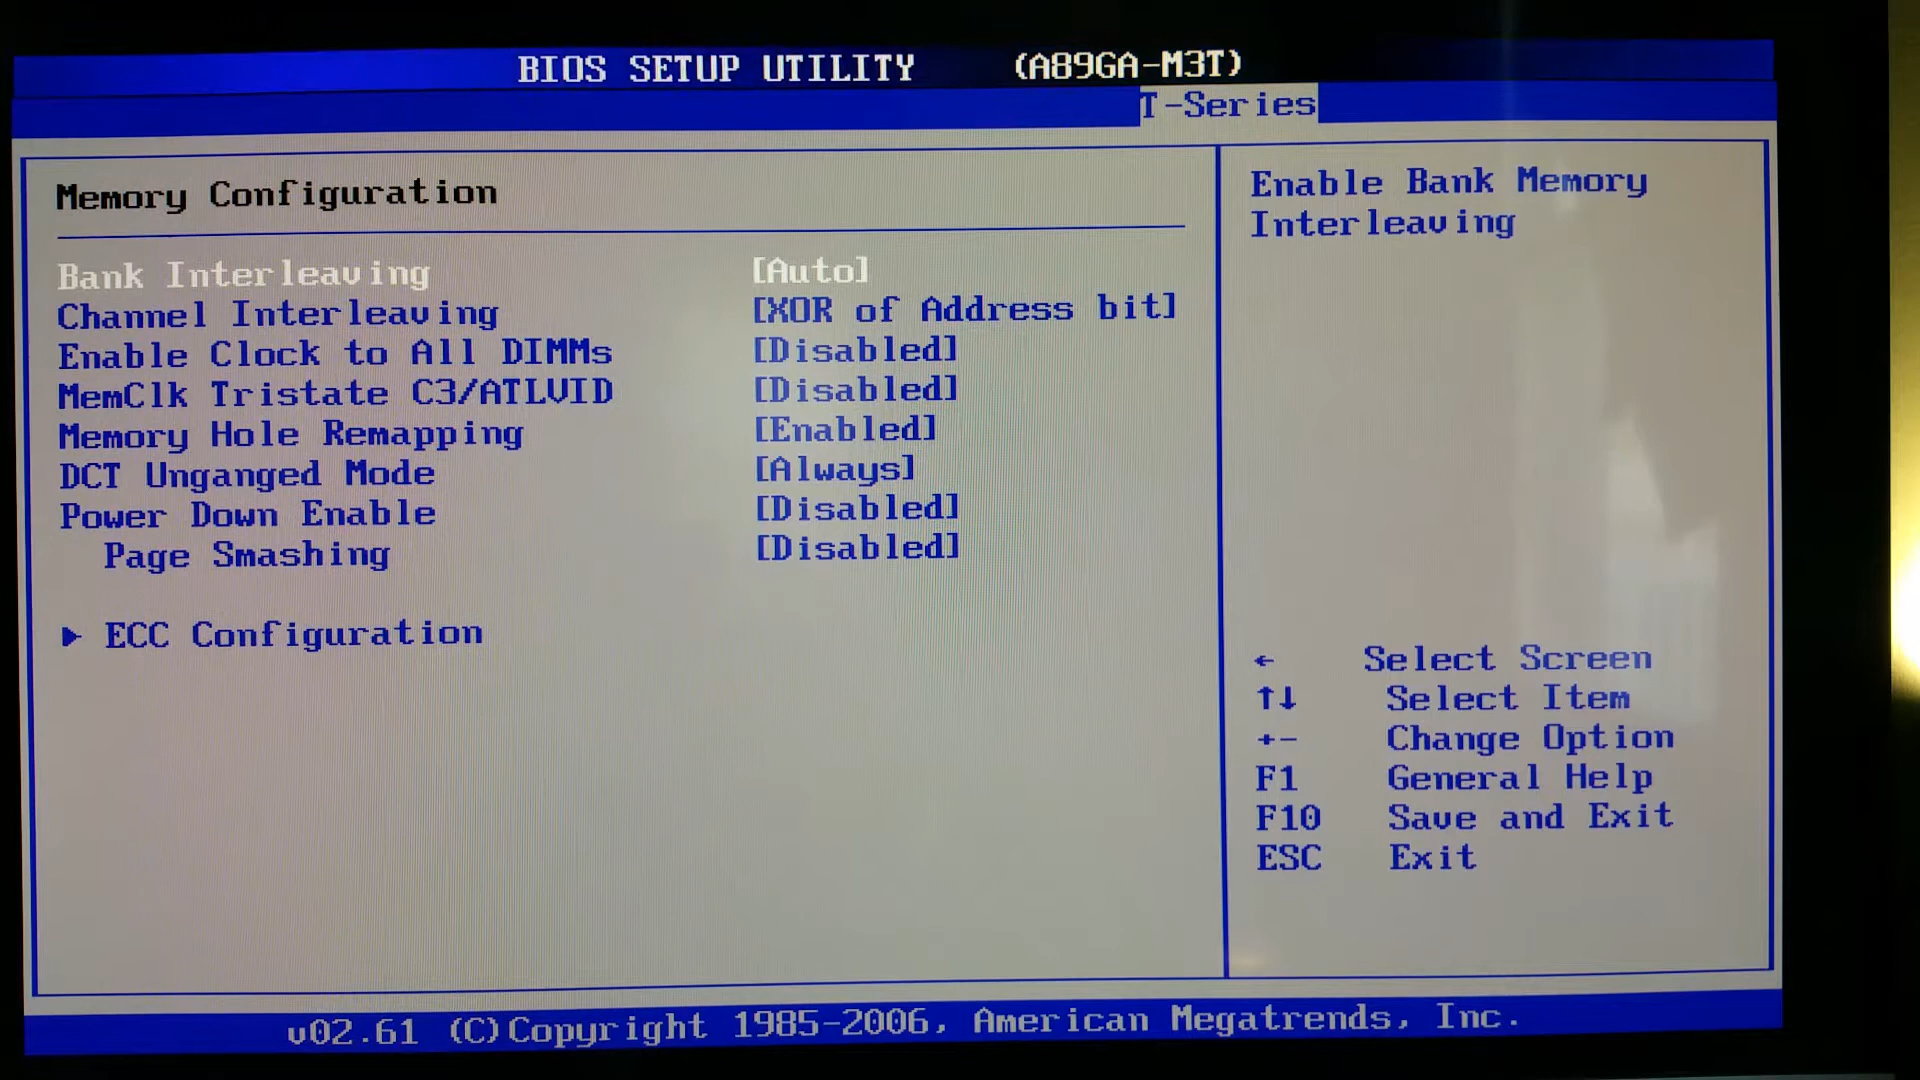 BIOS SETUP UTILITY (A89GA-M3T)
T-Series
Memory Configuration
Bank Interleaving [Auto]
Channel Interleaving [XOR of Address bit]
Enable Clock to All DIMMs [Disabled]
MemClk Tristate C3/ATLVID [Disabled]
Memory Hole Remapping [Enabled]
DCT Unganged Mode [Always]
Power Down Enable [Disabled]
Page Smashing [Disabled]
► ECC Configuration
Enable Bank Memory
Interleaving
← Select Screen
↑↓ Select Item
+- Change Option
F1 General Help
F10 Save and Exit
ESC Exit
v02.61 (C)Copyright 1985-2006, American Megatrends, Inc.